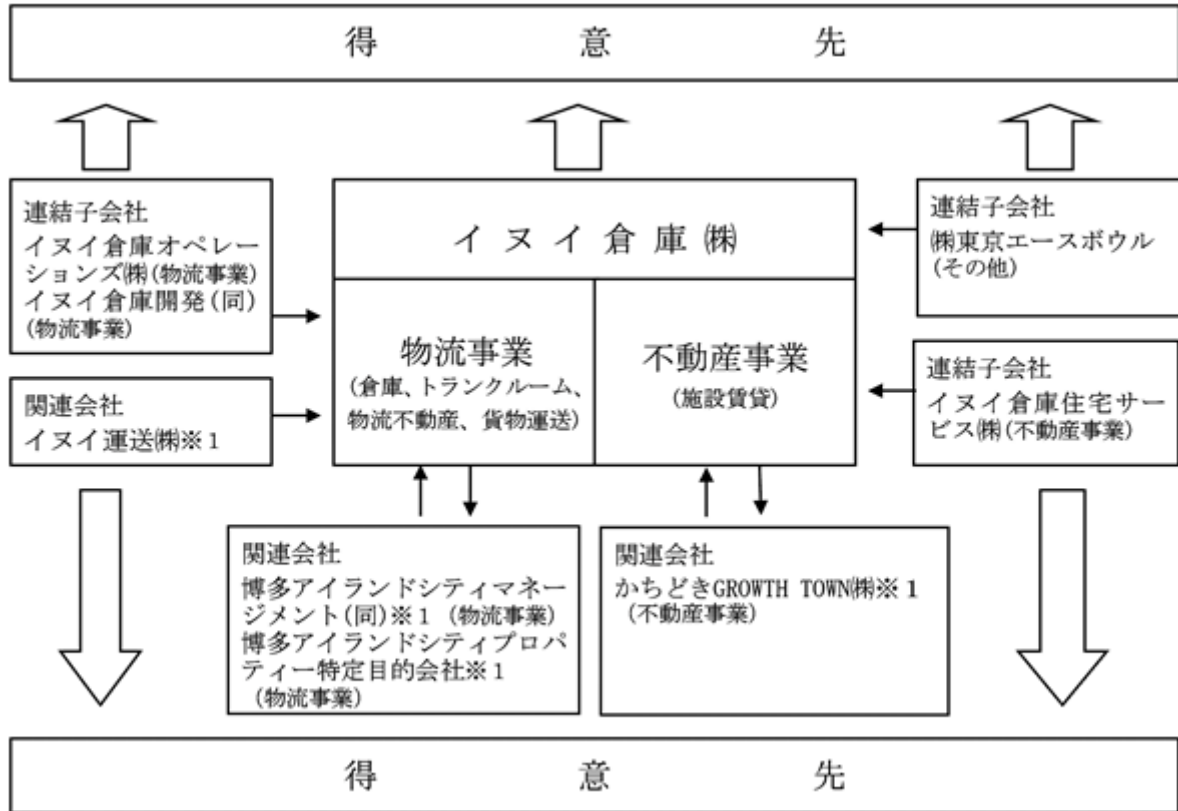 得意先
連結子会社
イヌイ倉庫オペレー
ションズ㈱(物流事業)
イヌイ倉庫開発(同)
(物流事業)
関連会社
イヌイ運送㈱※1
イヌイ倉庫㈱
物流事業
(倉庫、トランクルーム、
物流不動産、貨物運送)
不動産事業
(施設賃貸)
連結子会社
㈱東京エースボウル
(その他)
連結子会社
イヌイ倉庫住宅サー
ビス㈱(不動産事業)
関連会社
博多アイランドシティマネー
ジメント(同)※1 (物流事業)
博多アイランドシティプロパ
ティー特定目的会社※1
(物流事業)
関連会社
かちどきGROWTH TOWN㈱※1
(不動産事業)
得意先